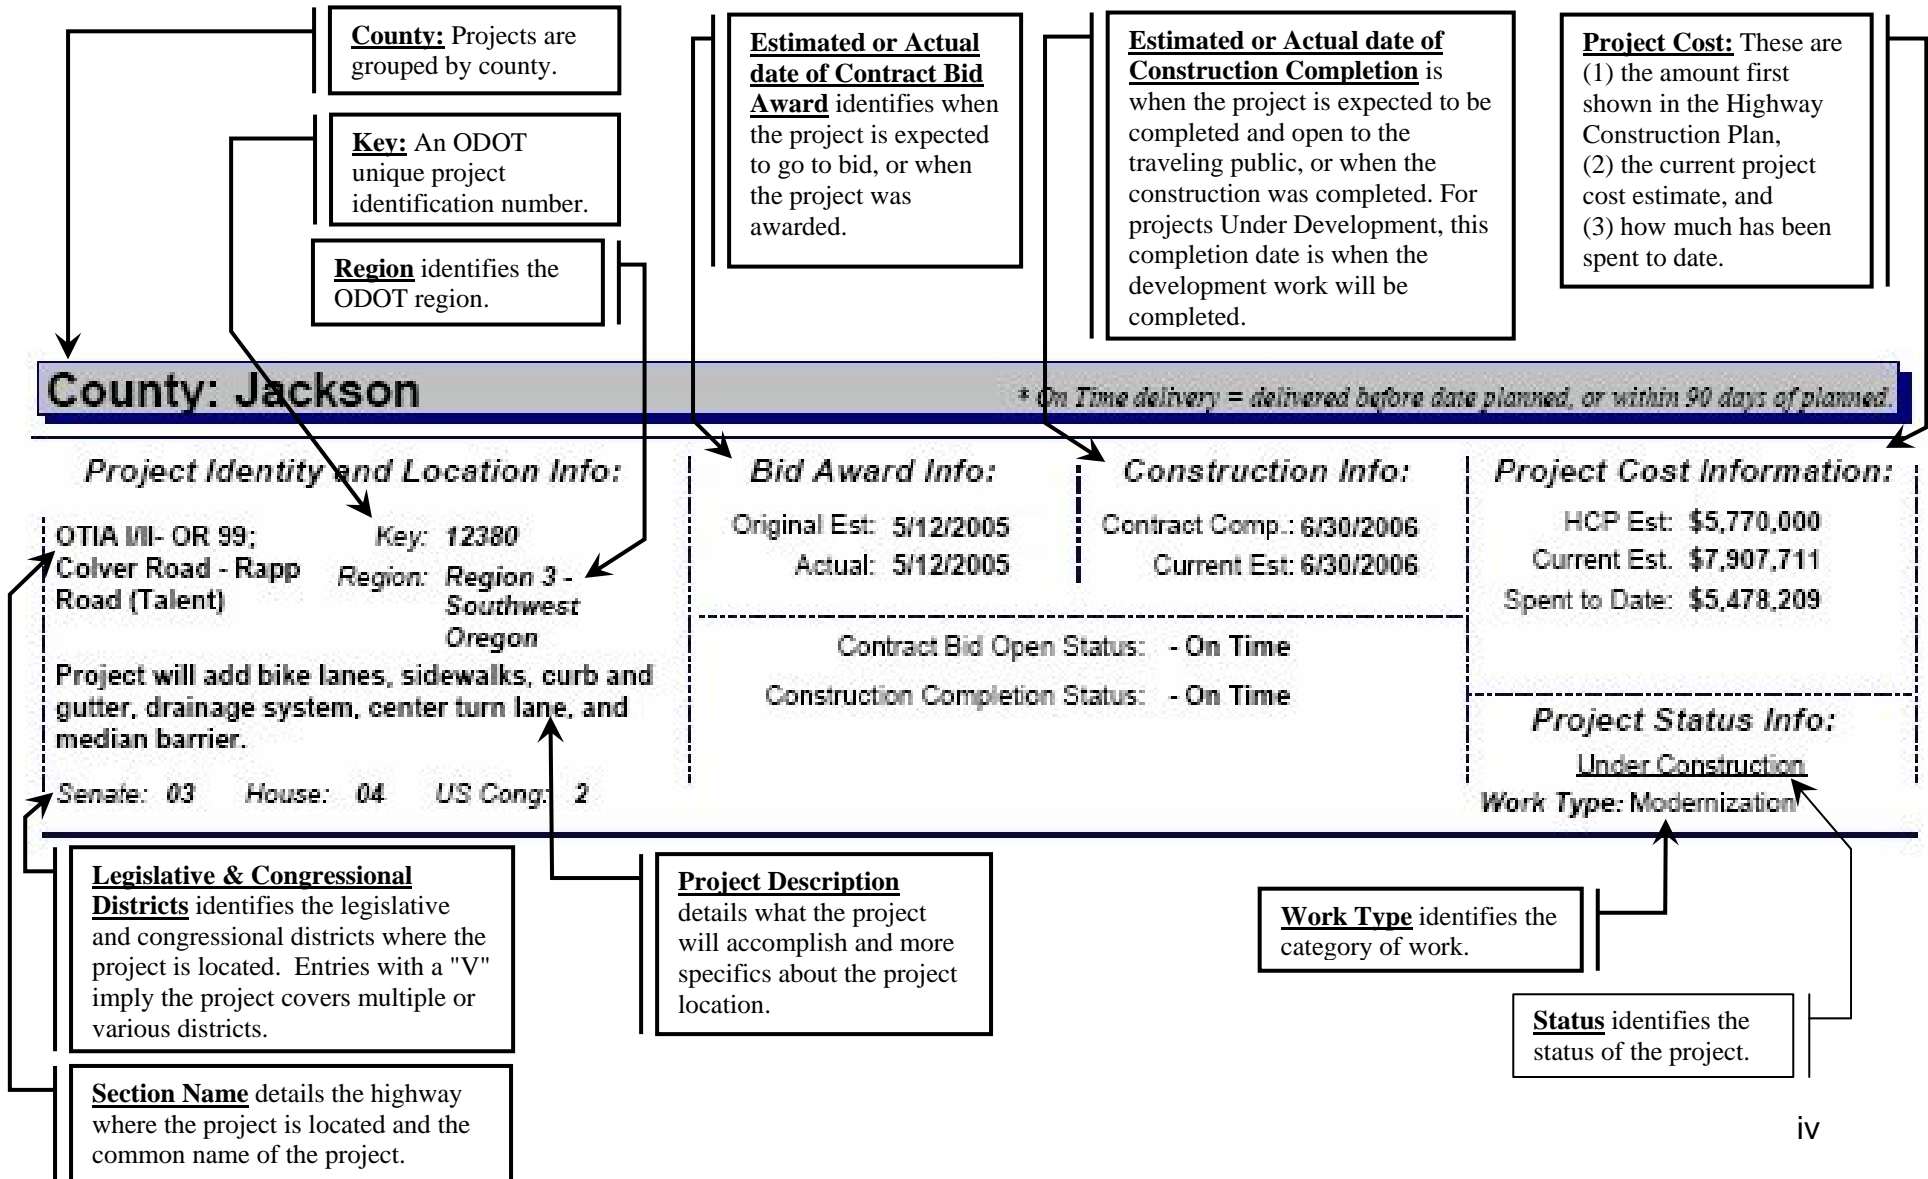 County: Projects are
grouped by county.
Key: An ODOT
unique project
identification number.
Region identifies the
ODOT region.
Estimated or Actual
date of Contract Bid
Award identifies when
the project is expected
to go to bid, or when
the project was
awarded.
Estimated or Actual date of
Construction Completion is
when the project is expected to be
completed and open to the
traveling public, or when the
construction was completed. For
projects Under Development, this
completion date is when the
development work will be
completed.
Project Cost: These are
(1) the amount first
shown in the Highway
Construction Plan,
(2) the current project
cost estimate, and
(3) how much has been
spent to date.
County: Jackson
* On Time delivery = delivered before date planned, or within 90 days of planned.
Project Identity and Location Info:
OTIA I/II- OR 99;
Colver Road - Rapp
Road (Talent)
Key: 12380
Region: Region 3 -
Southwest
Oregon
Project will add bike lanes, sidewalks, curb and
gutter, drainage system, center turn lane, and
median barrier.
Senate: 03 House: 04 US Cong: 2
Bid Award Info:
Original Est: 5/12/2005
Actual: 5/12/2005
Construction Info:
Contract Comp.: 6/30/2006
Current Est: 6/30/2006
Contract Bid Open Status: - On Time
Construction Completion Status: - On Time
Project Cost Information:
HCP Est: $5,770,000
Current Est. $7,907,711
Spent to Date: $5,478,209
Project Status Info:
Under Construction
Work Type: Modernization
Legislative & Congressional
Districts identifies the legislative
and congressional districts where the
project is located. Entries with a "V"
imply the project covers multiple or
various districts.
Section Name details the highway
where the project is located and the
common name of the project.
Project Description
details what the project
will accomplish and more
specifics about the project
location.
Work Type identifies the
category of work.
Status identifies the
status of the project.
iv